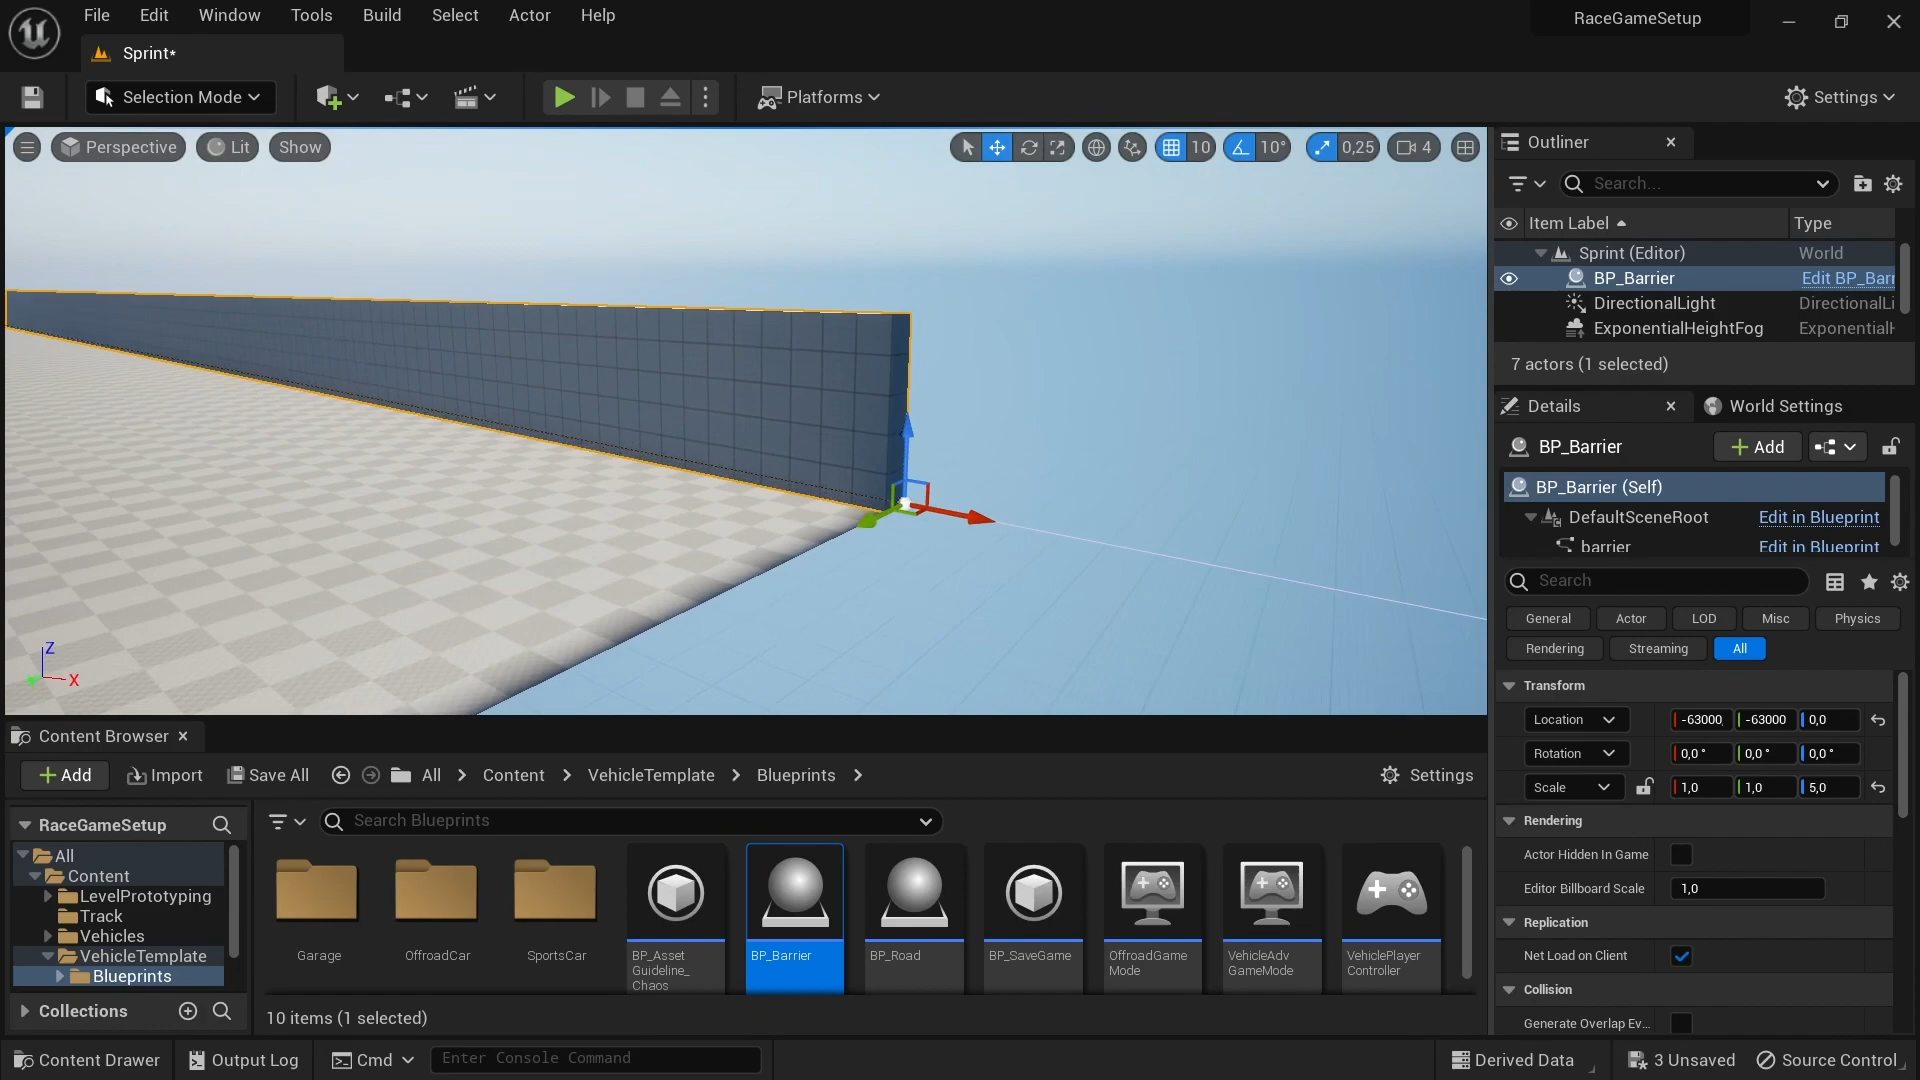 File Edit Window Tools Build Select Actor Help
RaceGameSetup
Sprint*
Selection Mode
Platforms
Settings
Perspective Lit Show
10 10° 0,25 4
Outliner
Search...
Item Label Type
Sprint (Editor) World
BP_Barrier Edit BP_Barr
DirectionalLight DirectionalLi
ExponentialHeightFog ExponentialH
7 actors (1 selected)
Details World Settings
BP_Barrier Add
BP_Barrier (Self)
DefaultSceneRoot Edit in Blueprint
barrier Edit in Blueprint
Search
General Actor LOD Misc Physics
Rendering Streaming All
Transform
Location -63000, -63000 0,0
Rotation 0,0 ° 0,0 ° 0,0 °
Scale 1,0 1,0 5,0
Rendering
Actor Hidden In Game
Editor Billboard Scale 1,0
Replication
Net Load on Client
Collision
Generate Overlap Ev...
Z
X
Content Browser
Add Import Save All All Content VehicleTemplate Blueprints
Settings
RaceGameSetup
Search Blueprints
All
Content
LevelPrototyping
Track
Vehicles
VehicleTemplate
Blueprints
Collections
Garage
OffroadCar
SportsCar
BP_Asset
Guideline_
Chaos
BP_Barrier
BP_Road
BP_SaveGame
OffroadGame
Mode
VehicleAdv
GameMode
VehiclePlayer
Controller
10 items (1 selected)
Content Drawer Output Log Cmd Enter Console Command
Derived Data 3 Unsaved Source Control